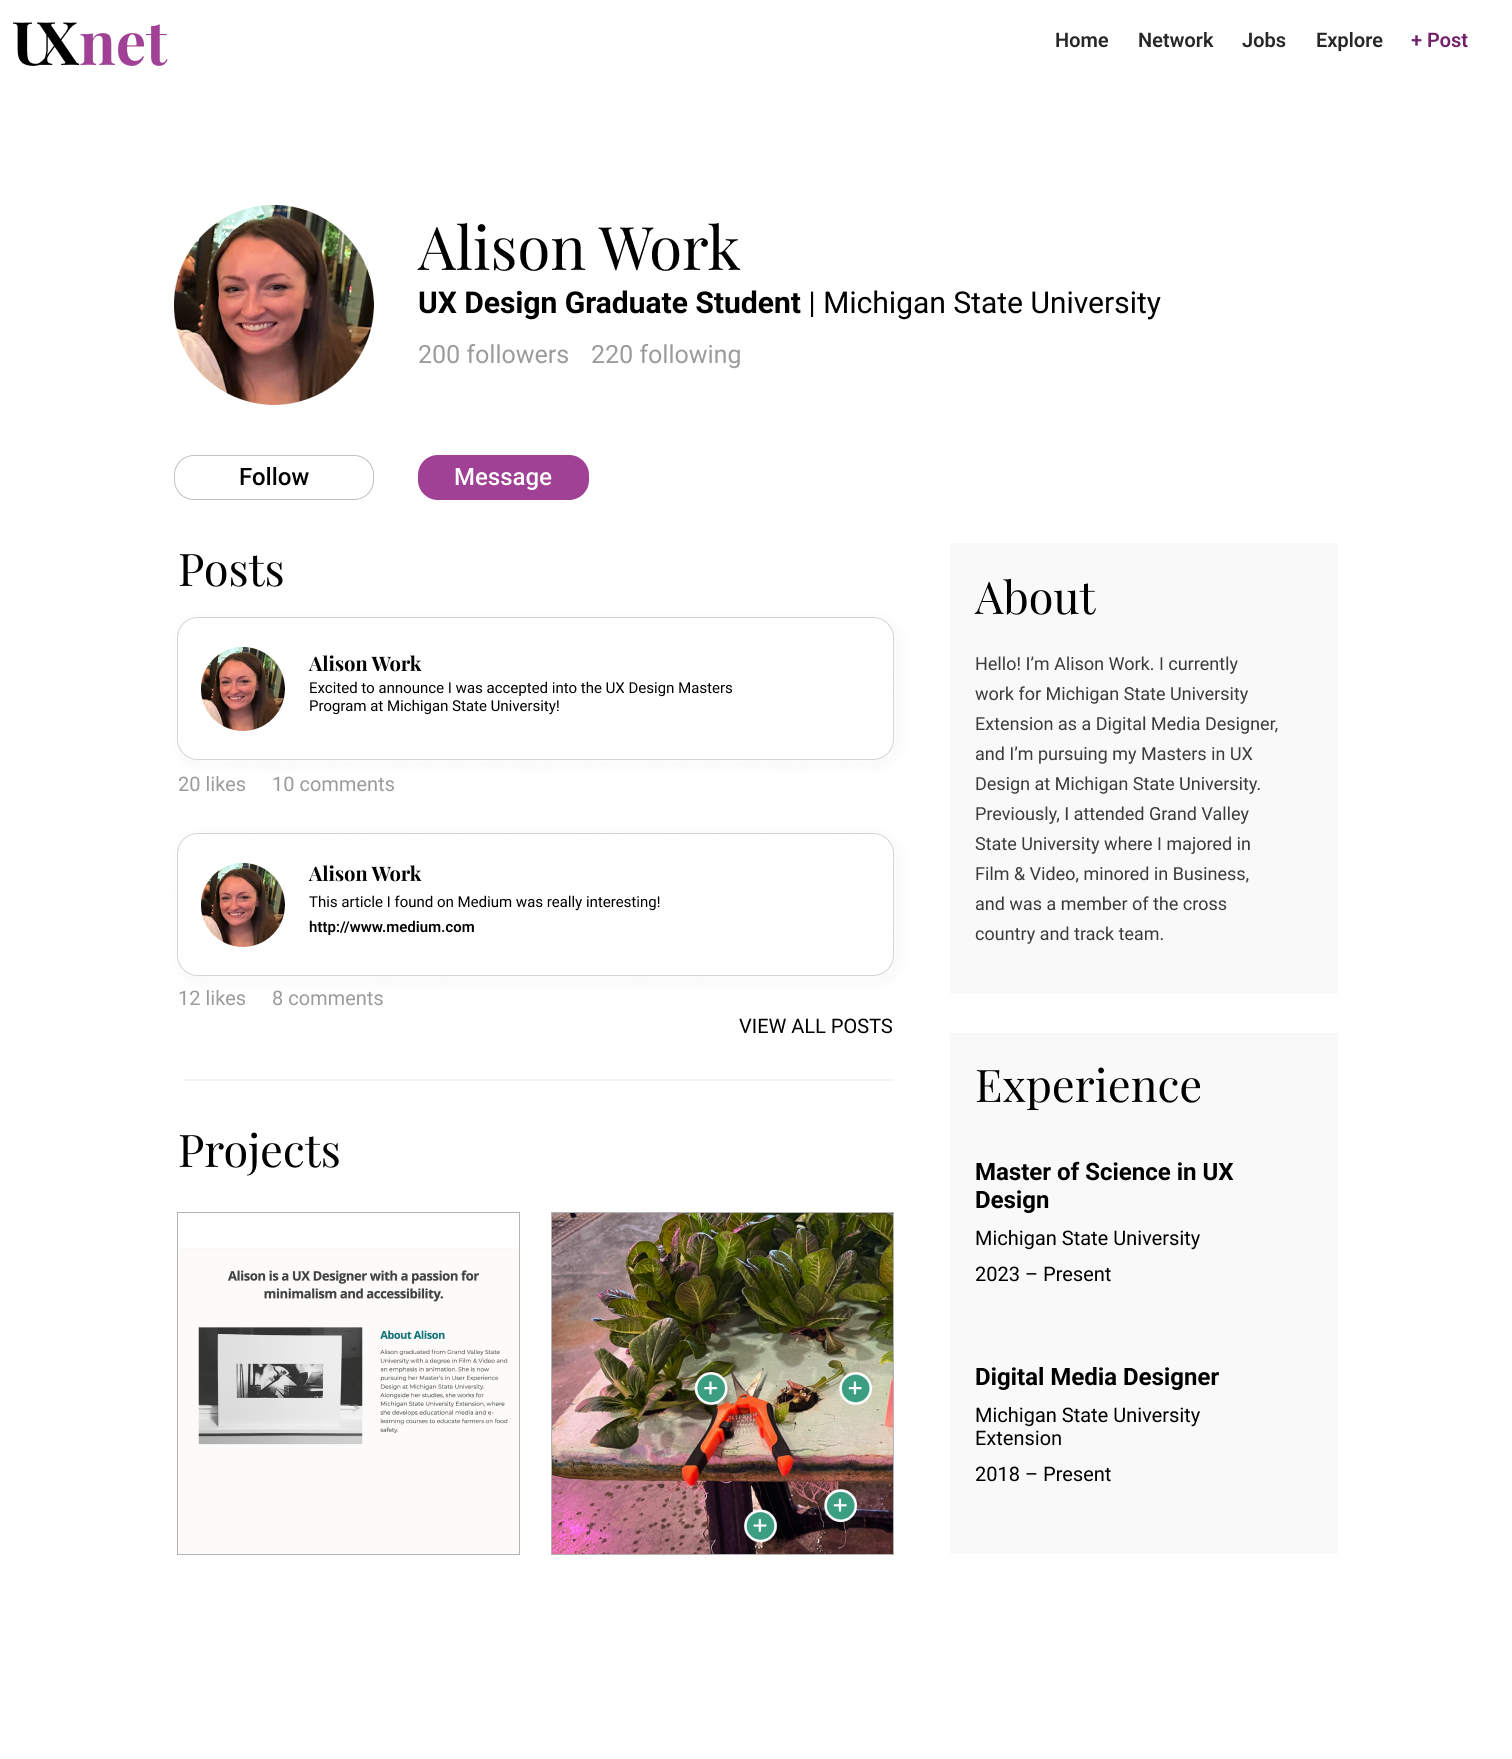 UXnet
Home Network Jobs Explore + Post
Alison Work
UX Design Graduate Student | Michigan State University
200 followers 220 following
Follow
Message
Posts
Alison Work
Excited to announce I was accepted into the UX Design Masters
Program at Michigan State University!
20 likes 10 comments
Alison Work
This article I found on Medium was really interesting!
http://www.medium.com
12 likes 8 comments
VIEW ALL POSTS
Projects
Alison is a UX Designer with a passion for
minimalism and accessibility.
About Alison
Alison graduated from Grand Valley State
University with a degree in Film & Video and
an emphasis in animation. She is now
pursuing her Master's in User Experience
Design at Michigan State University.
Alongside her studies, she works for
Michigan State University Extension, where
she develops educational media and e-
learning courses to educate farmers on food
safety.
About
Hello! I’m Alison Work. I currently
work for Michigan State University
Extension as a Digital Media Designer,
and I’m pursuing my Masters in UX
Design at Michigan State University.
Previously, I attended Grand Valley
State University where I majored in
Film & Video, minored in Business,
and was a member of the cross
country and track team.
Experience
Master of Science in UX
Design
Michigan State University
2023 – Present
Digital Media Designer
Michigan State University
Extension
2018 – Present